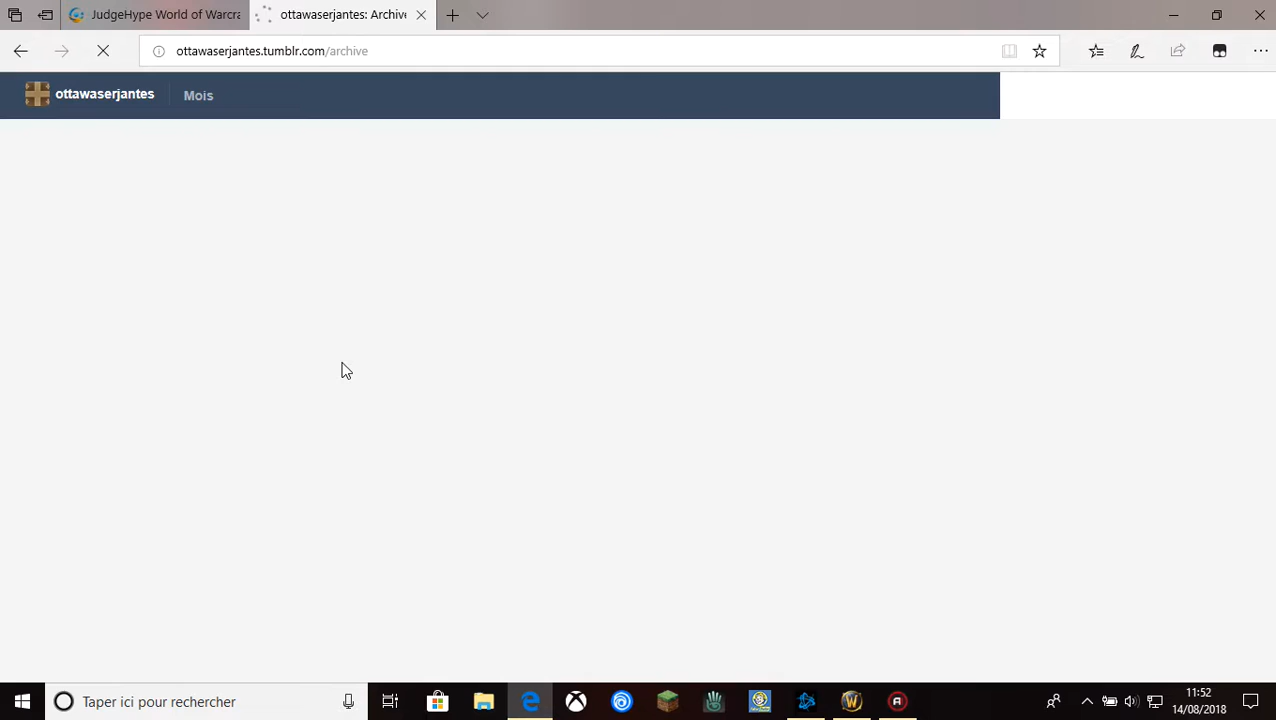 JudgeHype World of Warcra
ottawaserjantes: Archiv
ottawaserjantes.tumblr.com/archive
ottawaserjantes
Mois
Taper ici pour rechercher
11:52
14/08/2018